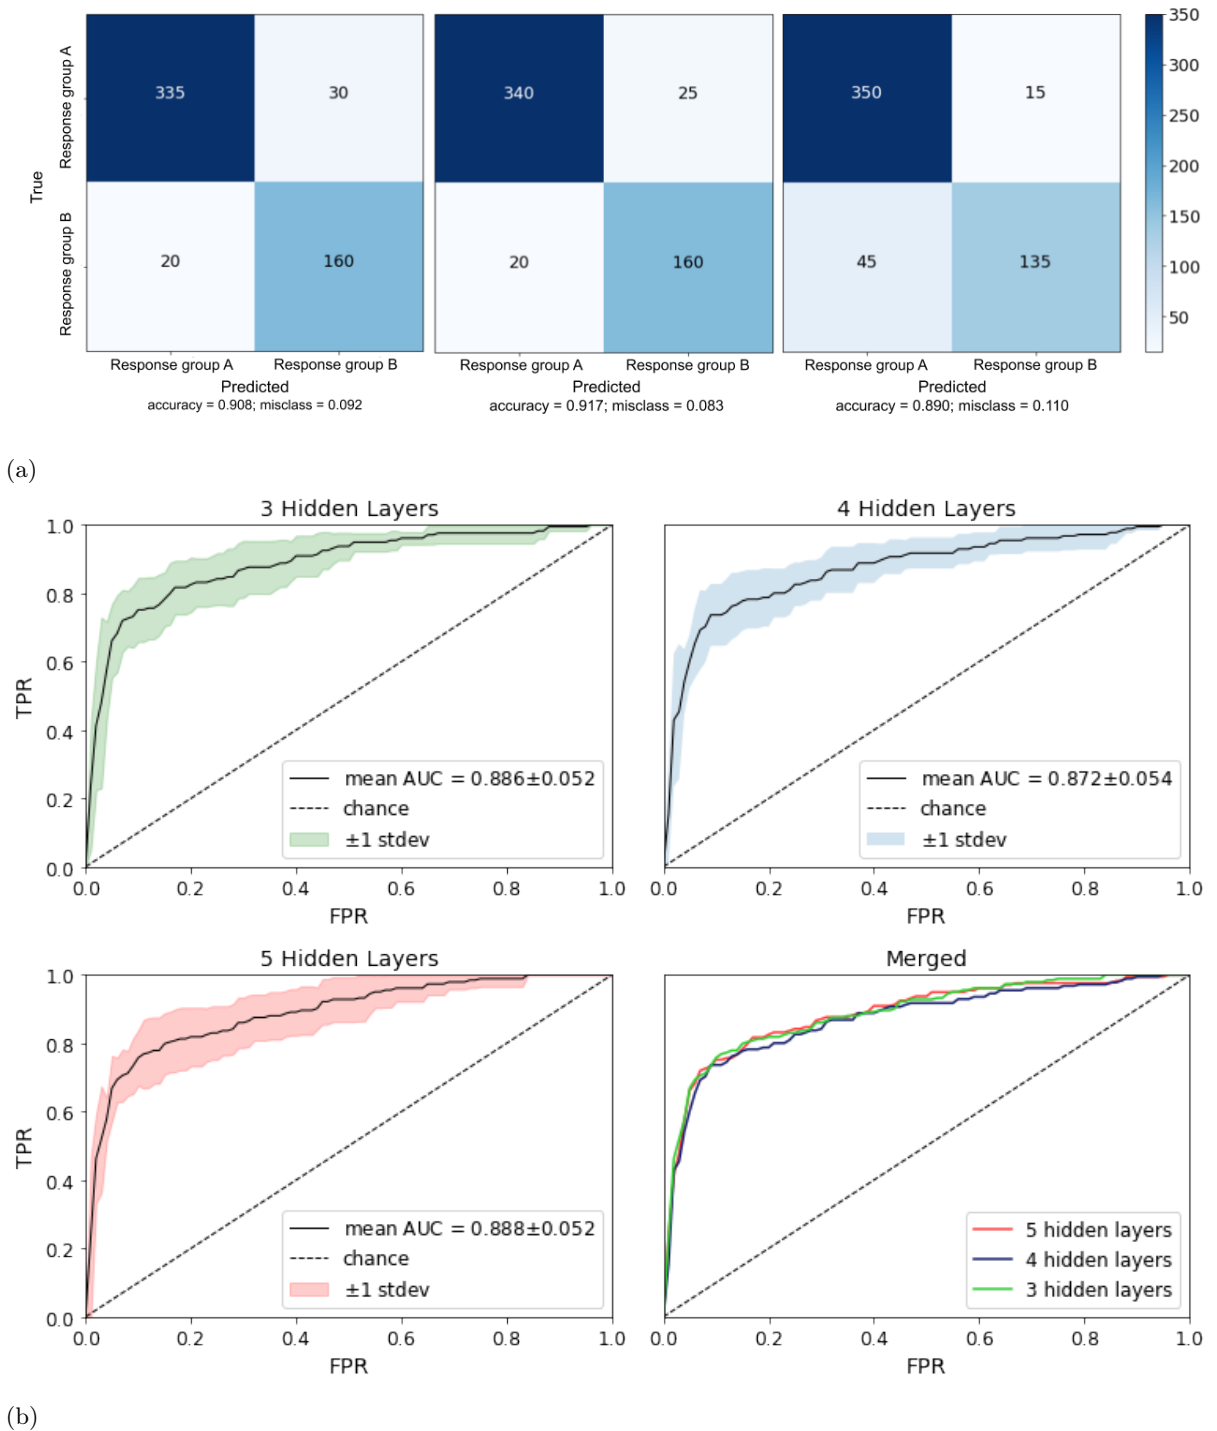 350
300
250
200
150
100
50
Response group A
335
30
340
25
350
15
True
Response group B
20
160
20
160
45
135
Response group A Response group B
Predicted
accuracy = 0.908; misclass = 0.092
Response group A Response group B
Predicted
accuracy = 0.917; misclass = 0.083
Response group A Response group B
Predicted
accuracy = 0.890; misclass = 0.110
(a)
3 Hidden Layers
1.0
0.8
0.6
0.4
0.2
0.0
TPR
mean AUC = 0.886±0.052
chance
±1 stdev
0.0 0.2 0.4 0.6 0.8 1.0
FPR
4 Hidden Layers
mean AUC = 0.872±0.054
chance
±1 stdev
0.0 0.2 0.4 0.6 0.8 1.0
FPR
5 Hidden Layers
1.0
0.8
0.6
0.4
0.2
0.0
TPR
mean AUC = 0.888±0.052
chance
±1 stdev
0.0 0.2 0.4 0.6 0.8 1.0
FPR
Merged
5 hidden layers
4 hidden layers
3 hidden layers
0.0 0.2 0.4 0.6 0.8 1.0
FPR
(b)